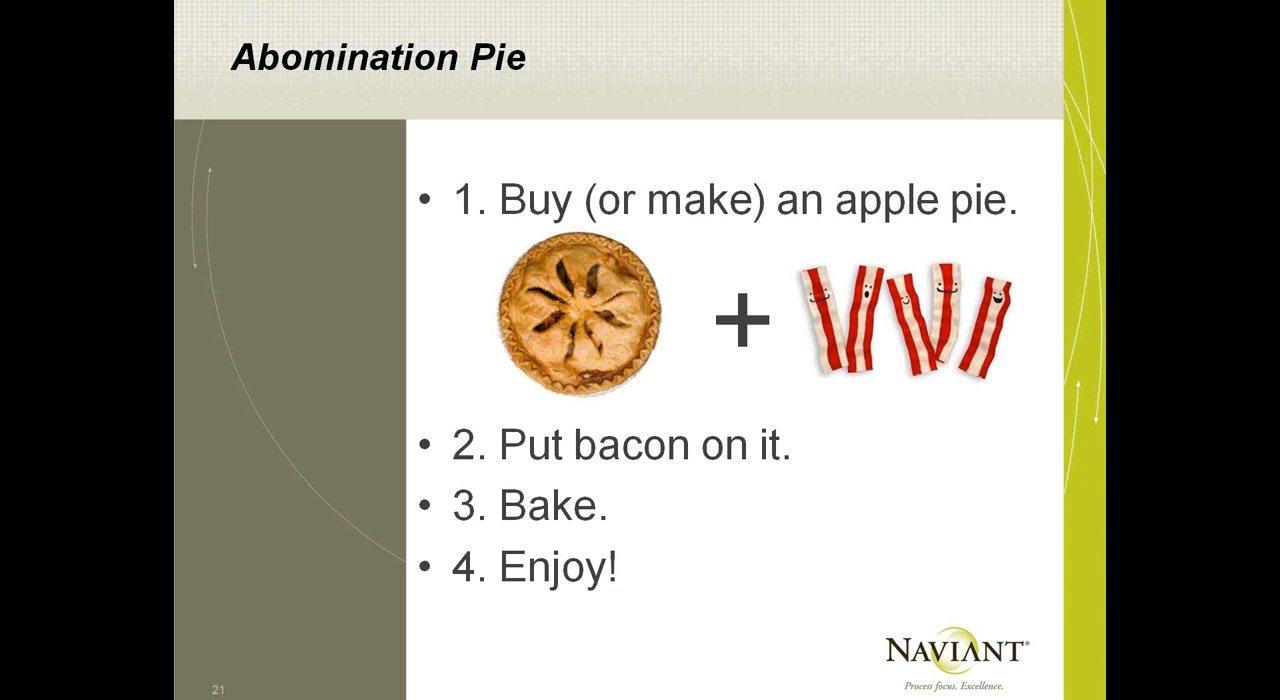 Abomination Pie
• 1. Buy (or make) an apple pie.
+
• 2. Put bacon on it.
• 3. Bake.
• 4. Enjoy!
NAVIANT®
Process focus. Excellence.
21